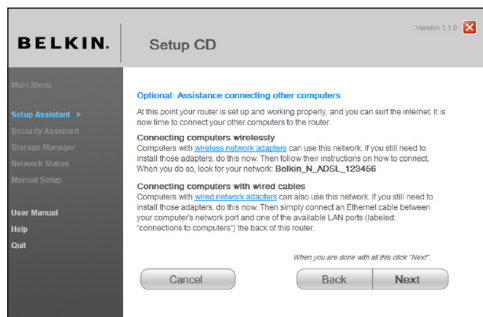 Version 1.1.0
BELKIN.
Setup CD
Main Menu
Setup Assistant >
Security Assistant
Storage Manager
Network Status
Manual Setup
User Manual
Help
Quit
Optional: Assistance connecting other computers
At this point your router is set up and working properly, and you can surf the internet. It is
now time to connect your other computers to the router.
Connecting computers wirelessly
Computers with wireless network adapters can use this network. If you still need to
install those adapters, do this now. Then follow their instructions on how to connect.
When you do so, look for your network: Belkin_N_ADSL_123456
Connecting computers with wired cables
Computers with wired network adapters can also use this network. If you still need to
install those adapters, do this now. Then simply connect an Ethernet cable between
your computer's network port and one of the available LAN ports (labeled:
"connections to computers") the back of this router.
When you are done with all this click "Next".
Cancel
Back
Next